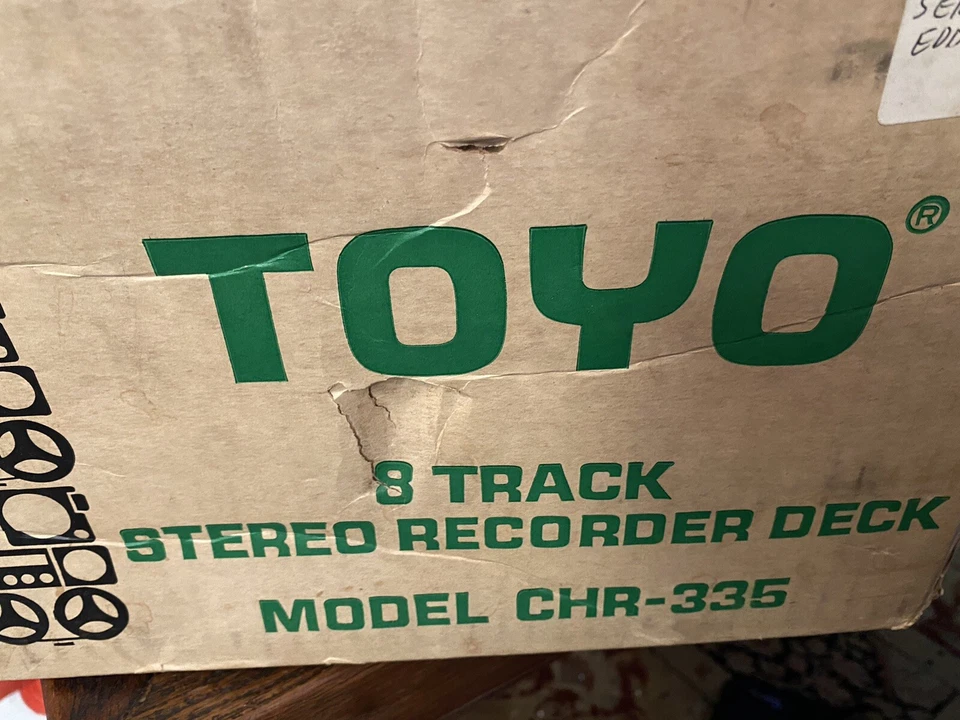 TOYO®
8 TRACK
STEREO RECORDER DECK
MODEL CHR-335